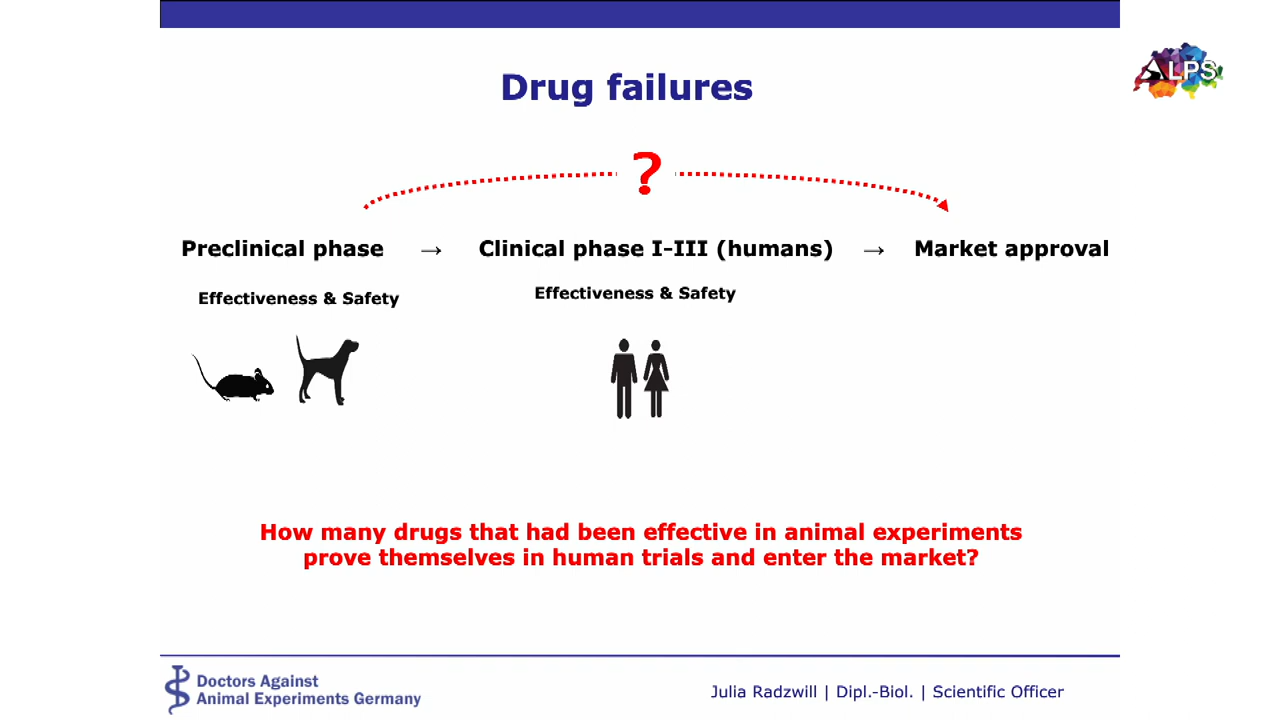 Drug failures
ALPS
?
Preclinical phase → Clinical phase I-III (humans) → Market approval
Effectiveness & Safety
Effectiveness & Safety
How many drugs that had been effective in animal experiments
prove themselves in human trials and enter the market?
Doctors Against
Animal Experiments Germany
Julia Radzwill | Dipl.-Biol. | Scientific Officer